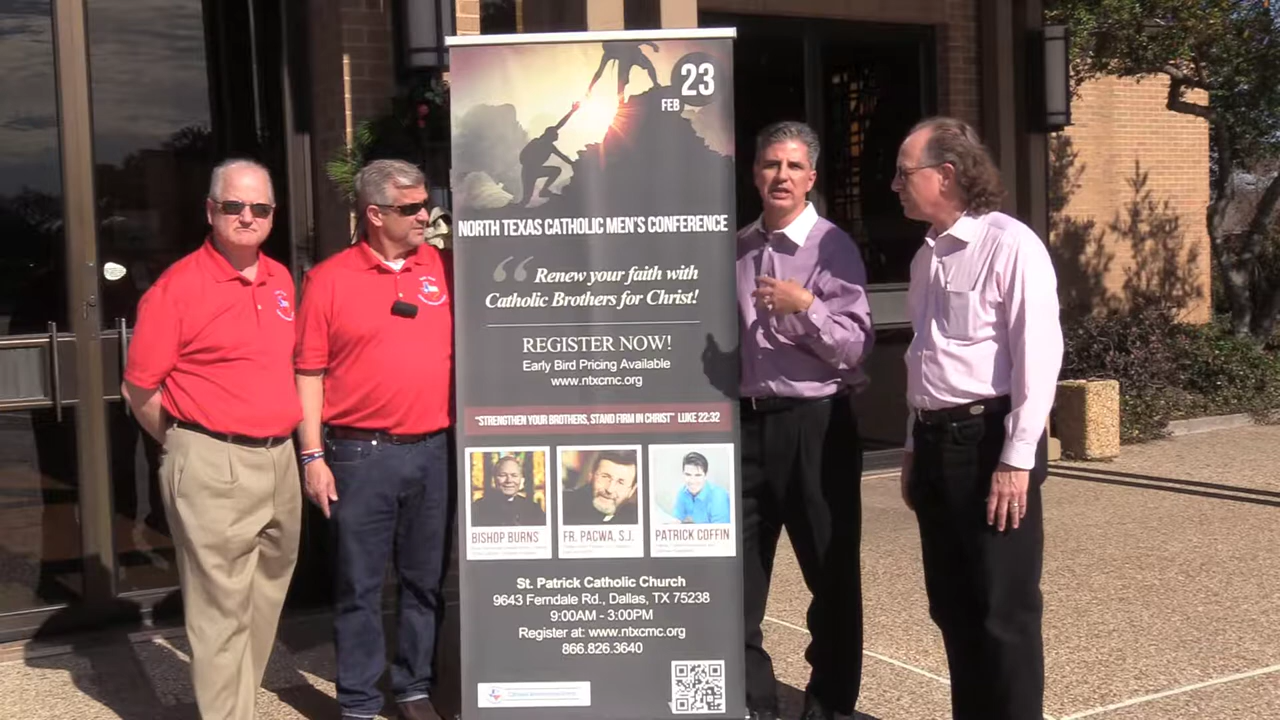 23
FEB
NORTH TEXAS CATHOLIC MEN'S CONFERENCE
“ Renew your faith with
Catholic Brothers for Christ!
REGISTER NOW!
Early Bird Pricing Available
www.ntxcmc.org
"STRENGTHEN YOUR BROTHERS, STAND FIRM IN CHRIST" LUKE 22:32
BISHOP BURNS
FR. PACWA, S.J.
PATRICK COFFIN
St. Patrick Catholic Church
9643 Ferndale Rd., Dallas, TX 75238
9:00AM - 3:00PM
Register at: www.ntxcmc.org
866.826.3640